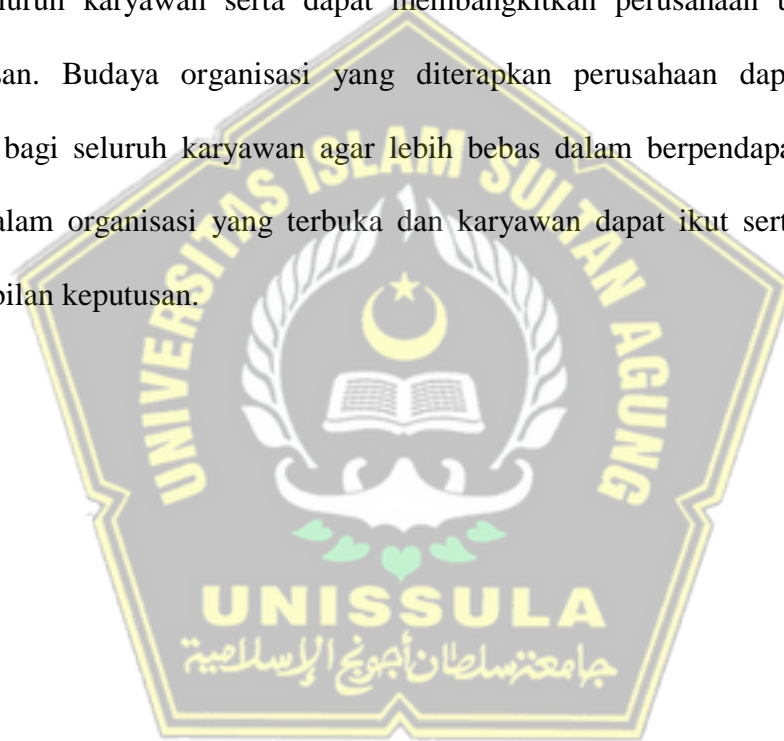 luruh karyawan serta dapat membangkitkan perusahaan u
san. Budaya organisasi yang diterapkan perusahaan dap
bagi seluruh karyawan agar lebih bebas dalam berpendapa
alam organisasi yang terbuka dan karyawan dapat ikut sert
bilan keputusan.
UNIVERSITAS ISLAM SULTAN AGUNG
UNISSULA
جامعة سلطان أجونج الإسلامية